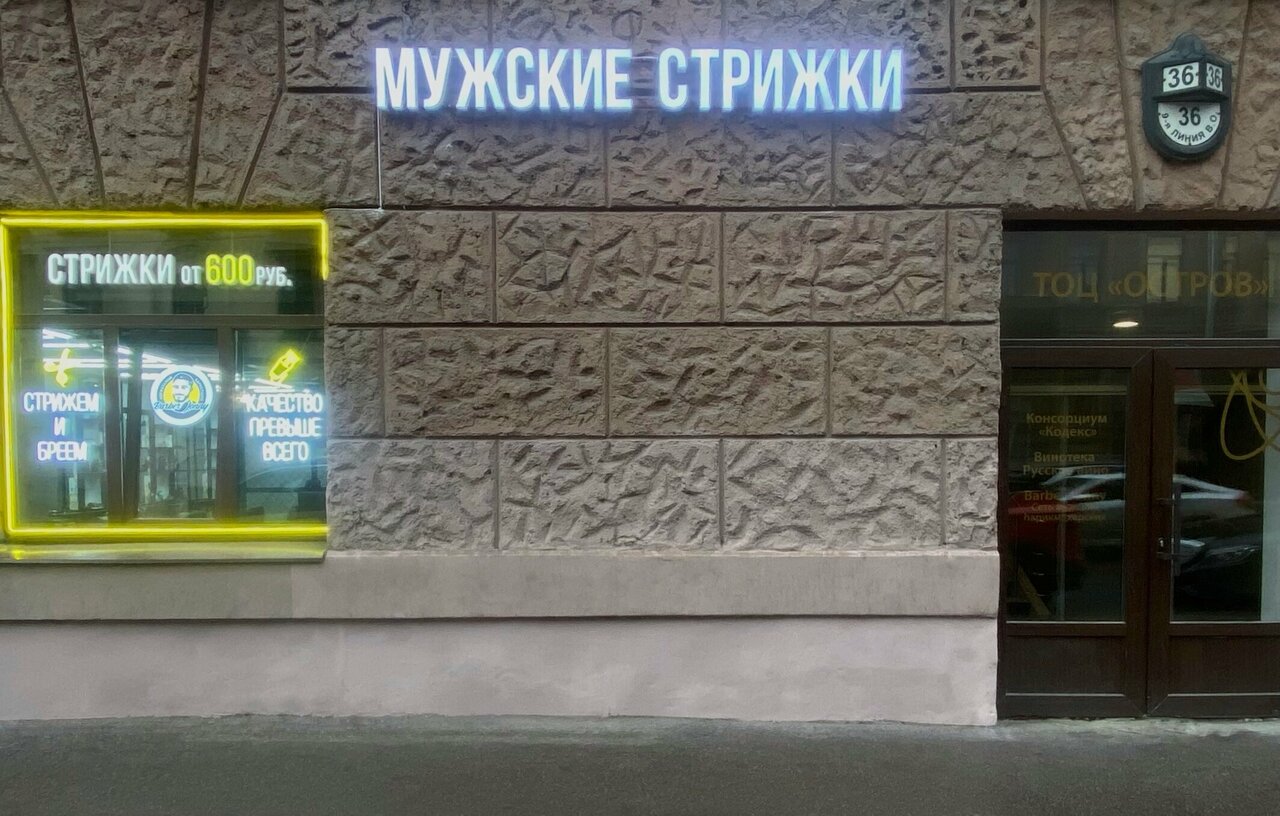 МУЖСКИЕ СТРИЖКИ
36 36
36
9-я ЛИНИЯ В.О.
СТРИЖКИ ОТ 600 РУБ.
СТРИЖЕМ
И
БРЕЕМ
КАЧЕСТВО
ПРЕВЫШЕ
ВСЕГО
ТОЦ «ОСТРОВ»
Консорциум
«Кодекс»
Винотека